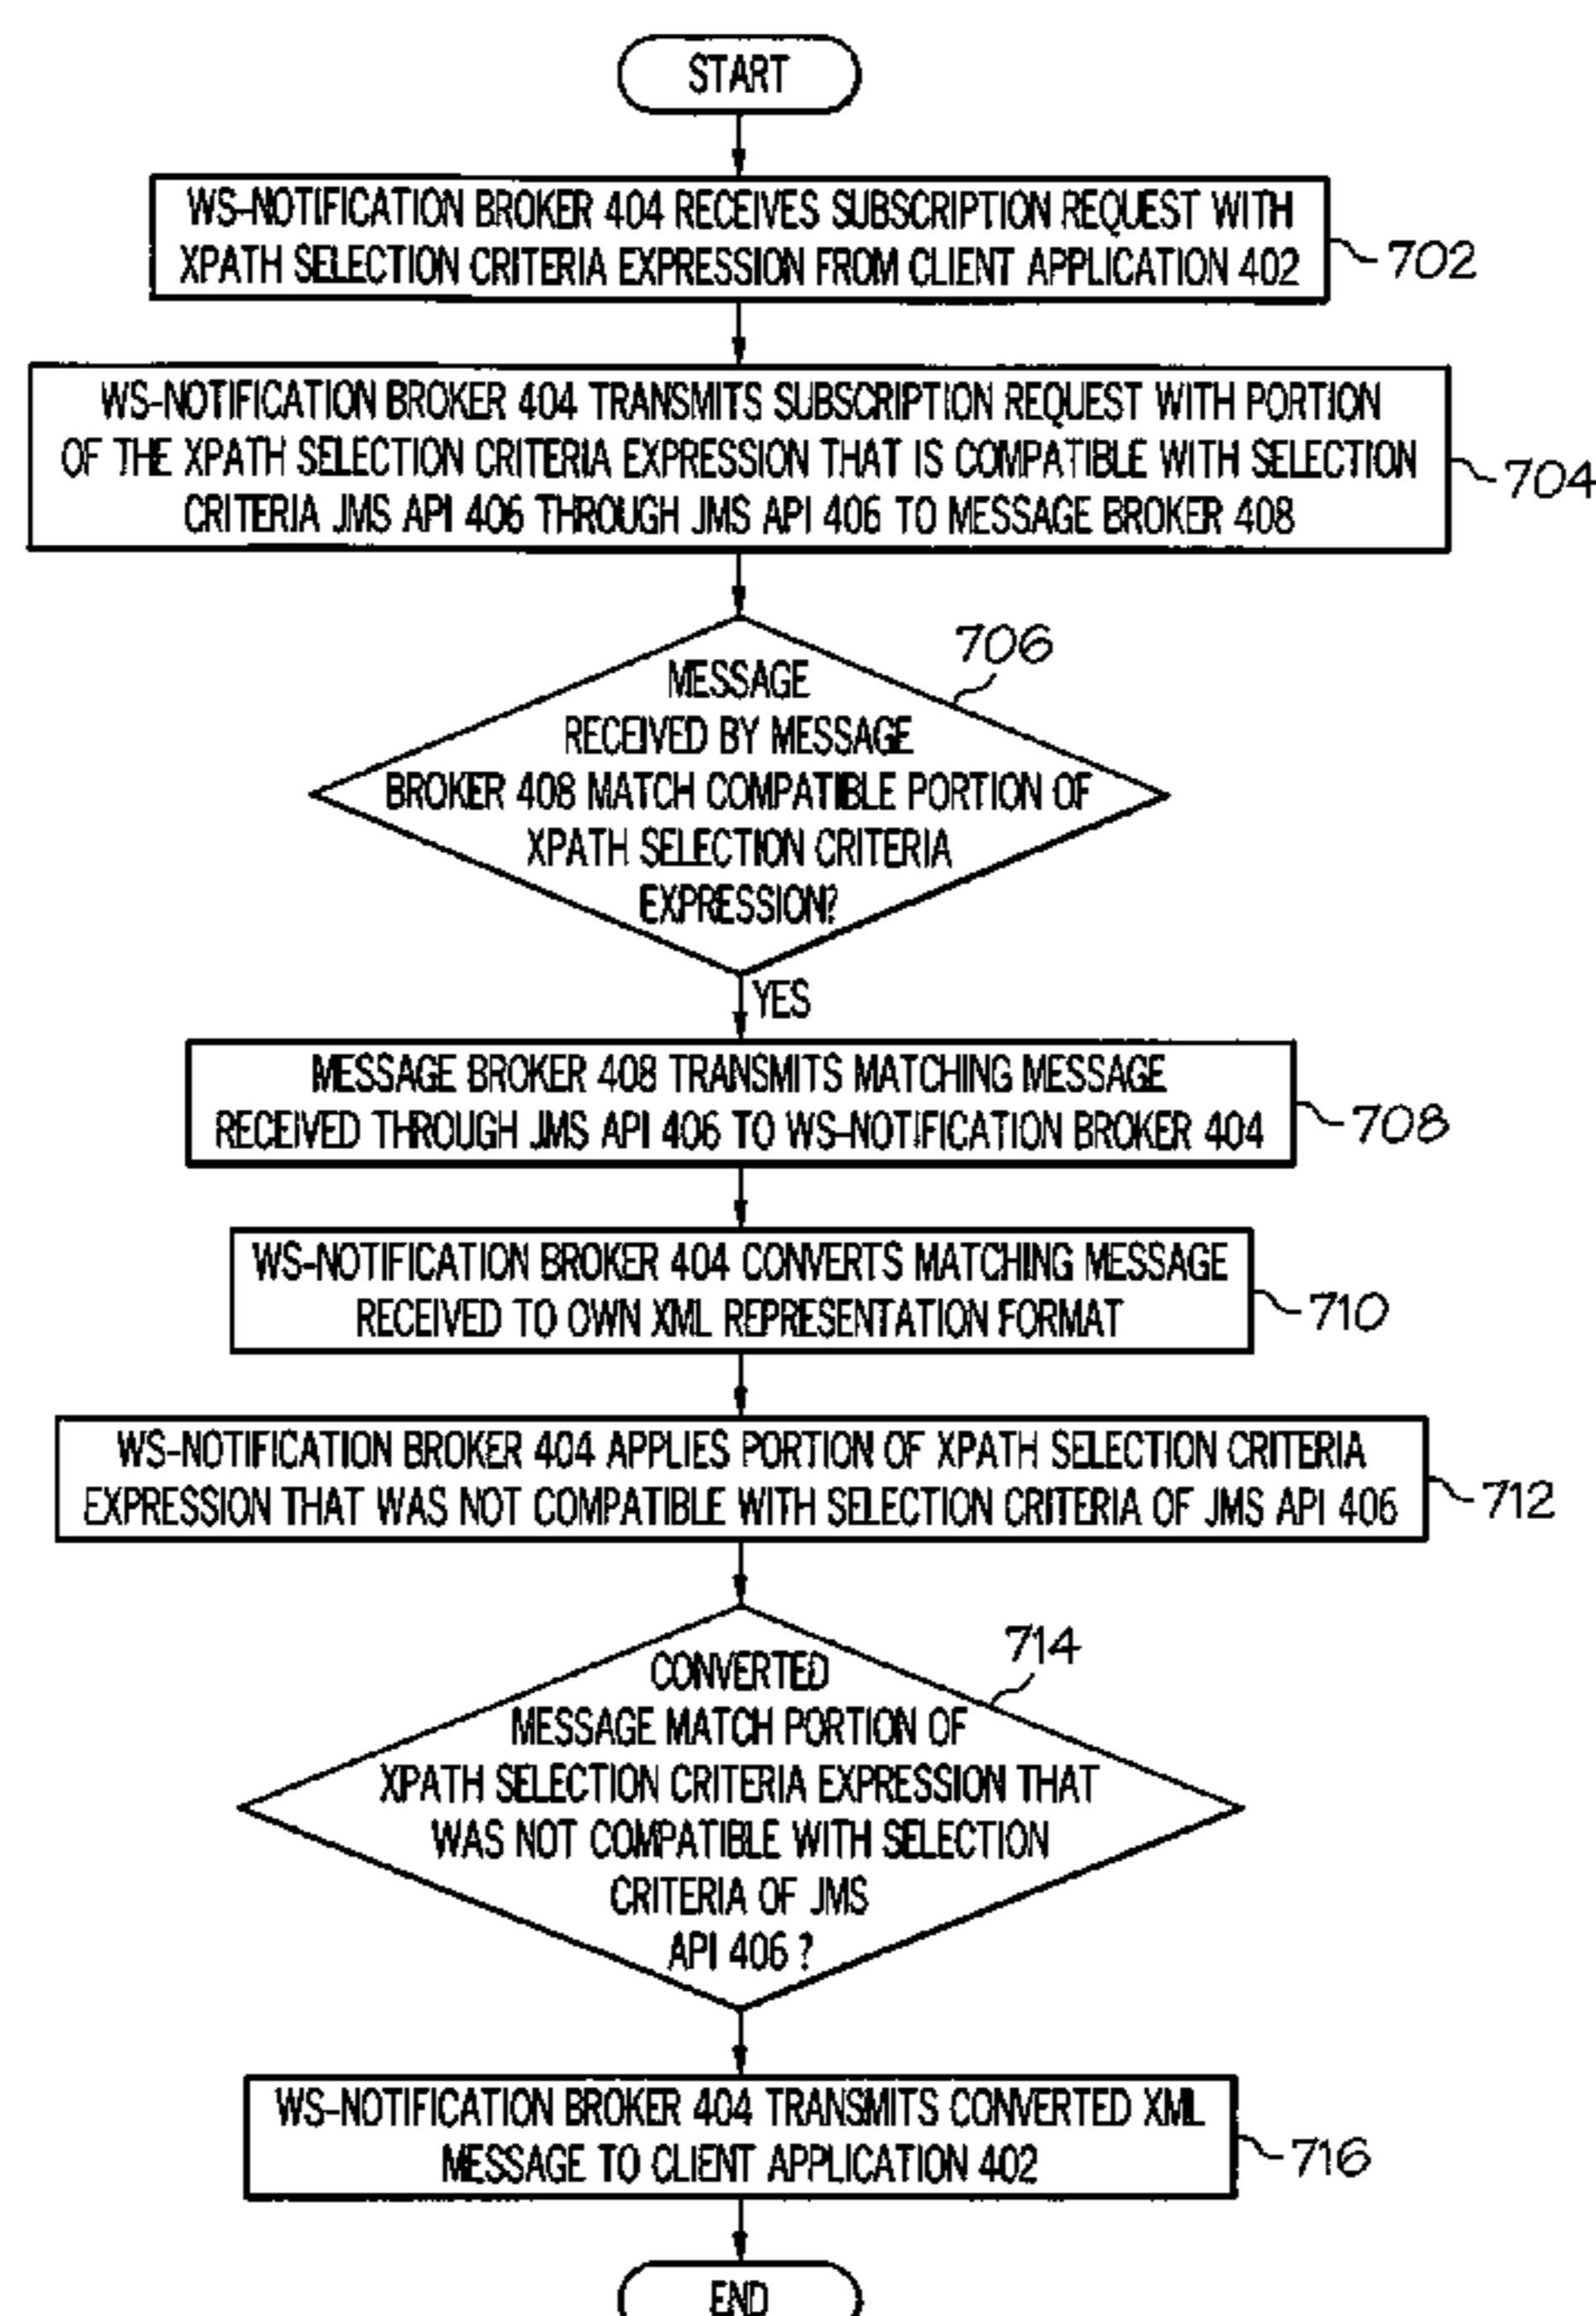 START
WS-NOTIFICATION BROKER 404 RECEIVES SUBSCRIPTION REQUEST WITH
XPATH SELECTION CRITERIA EXPRESSION FROM CLIENT APPLICATION 402
702
WS-NOTIFICATION BROKER 404 TRANSMITS SUBSCRIPTION REQUEST WITH PORTION
OF THE XPATH SELECTION CRITERIA EXPRESSION THAT IS COMPATIBLE WITH SELECTION
CRITERIA JMS API 406 THROUGH JMS API 406 TO MESSAGE BROKER 408
704
706
MESSAGE
RECEIVED BY MESSAGE
BROKER 408 MATCH COMPATIBLE PORTION OF
XPATH SELECTION CRITERIA
EXPRESSION?
YES
MESSAGE BROKER 408 TRANSMITS MATCHING MESSAGE
RECEIVED THROUGH JMS API 406 TO WS-NOTIFICATION BROKER 404
708
WS-NOTIFICATION BROKER 404 CONVERTS MATCHING MESSAGE
RECEIVED TO OWN XML REPRESENTATION FORMAT
710
WS-NOTIFICATION BROKER 404 APPLIES PORTION OF XPATH SELECTION CRITERIA
EXPRESSION THAT WAS NOT COMPATIBLE WITH SELECTION CRITERIA OF JMS API 406
712
714
CONVERTED
MESSAGE MATCH PORTION OF
XPATH SELECTION CRITERIA EXPRESSION THAT
WAS NOT COMPATIBLE WITH SELECTION
CRITERIA OF JMS
API 406 ?
WS-NOTIFICATION BROKER 404 TRANSMITS CONVERTED XML
MESSAGE TO CLIENT APPLICATION 402
716
END